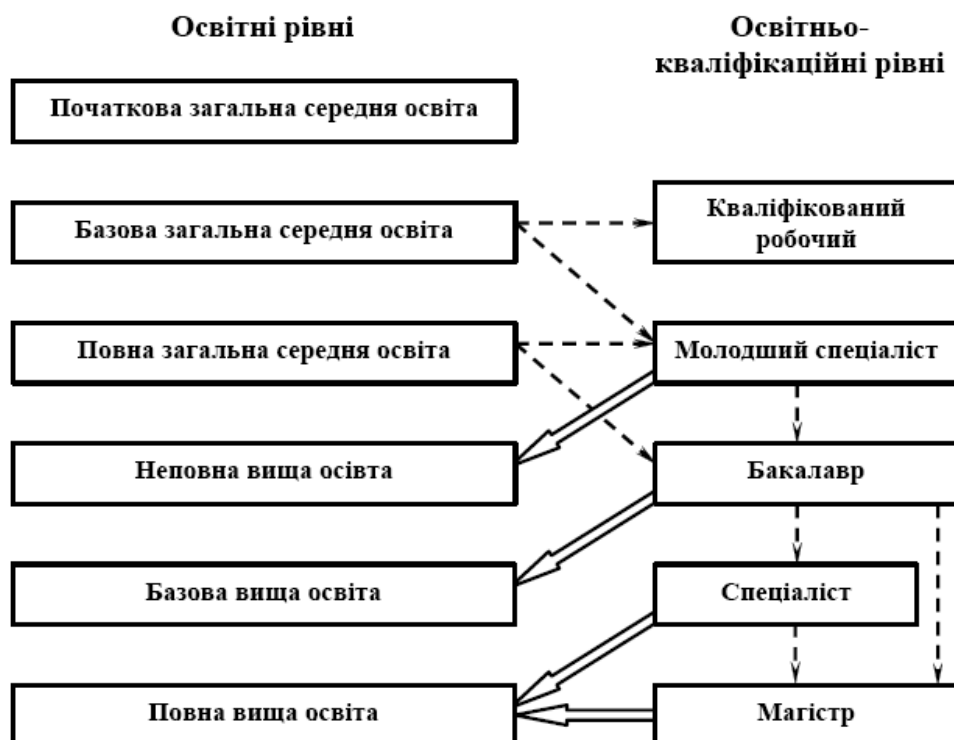 Освітні рівні
Освітньо-
кваліфікаційні рівні
Початкова загальна середня освіта
Базова загальна середня освіта
Кваліфікований
робочий
Повна загальна середня освіта
Молодший спеціаліст
Неповна вища осівта
Бакалавр
Базова вища освіта
Спеціаліст
Повна вища освіта
Магістр